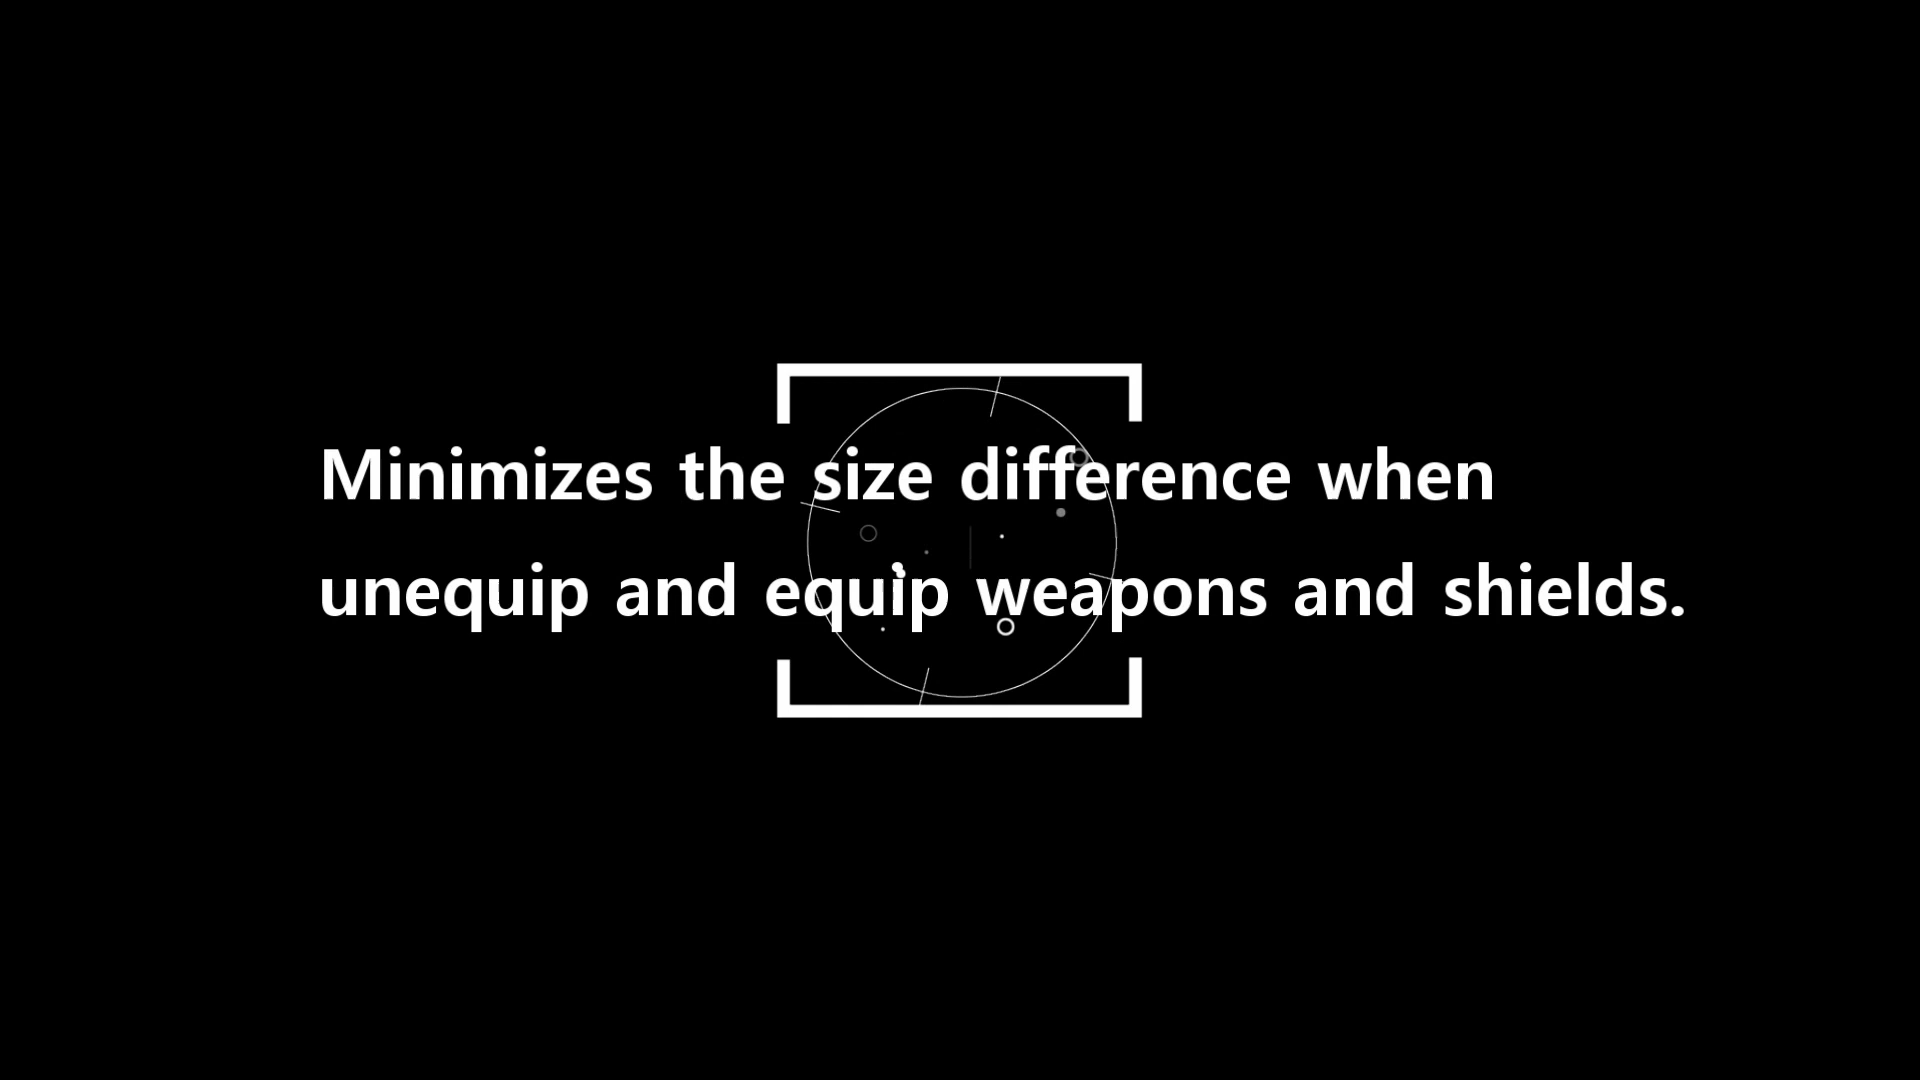 Minimizes the size difference when
unequip and equip weapons and shields.